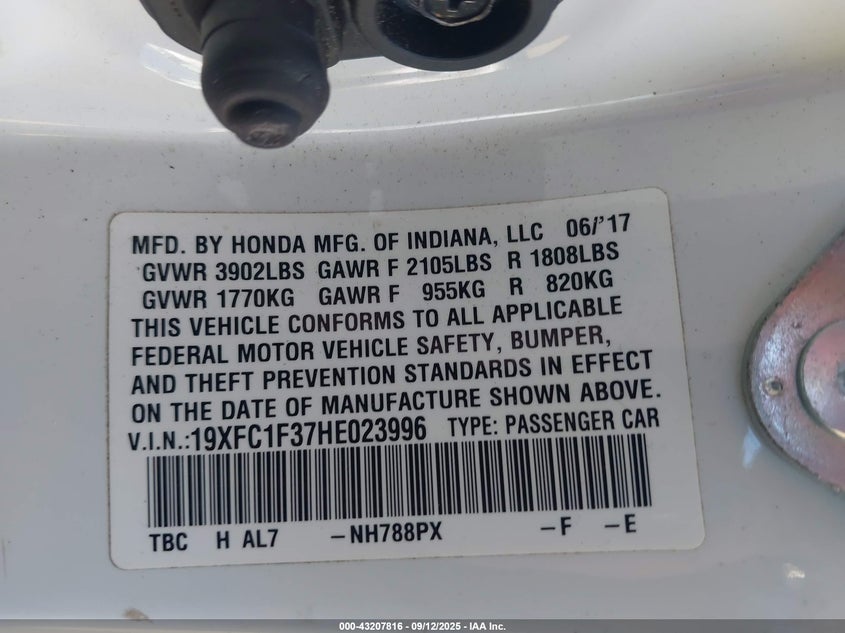 MFD. BY HONDA MFG. OF INDIANA, LLC 06/'17
GVWR 3902LBS GAWR F 2105LBS R 1808LBS
GVWR 1770KG GAWR F 955KG R 820KG
THIS VEHICLE CONFORMS TO ALL APPLICABLE
FEDERAL MOTOR VEHICLE SAFETY, BUMPER,
AND THEFT PREVENTION STANDARDS IN EFFECT
ON THE DATE OF MANUFACTURE SHOWN ABOVE.
V.I.N.:19XFC1F37HE023996 TYPE: PASSENGER CAR
TBC H AL7 –NH788PX –F –E
000-43207816 - 09/12/2025 - IAA Inc.